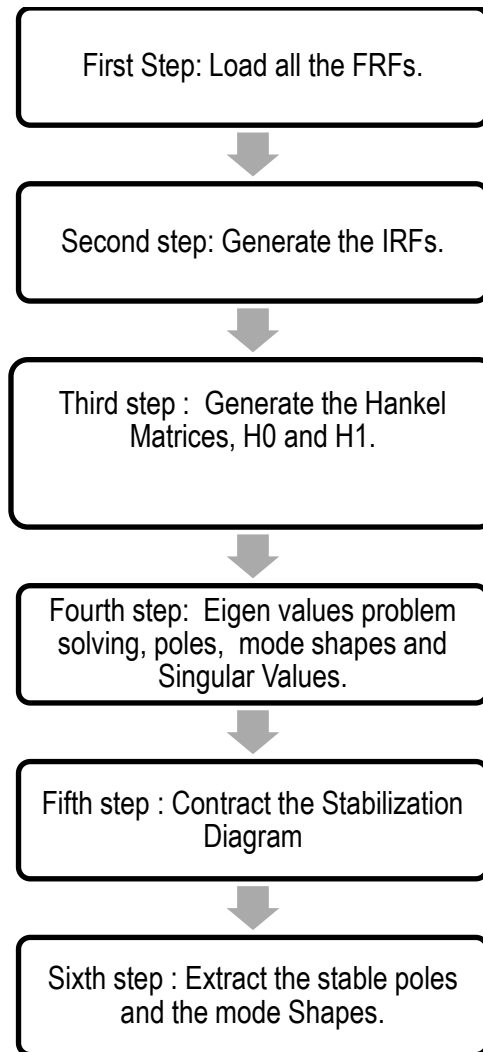 First Step: Load all the FRFs.
Second step: Generate the IRFs.
Third step : Generate the Hankel
Matrices, H0 and H1.
Fourth step: Eigen values problem
solving, poles, mode shapes and
Singular Values.
Fifth step : Contract the Stabilization
Diagram
Sixth step : Extract the stable poles
and the mode Shapes.